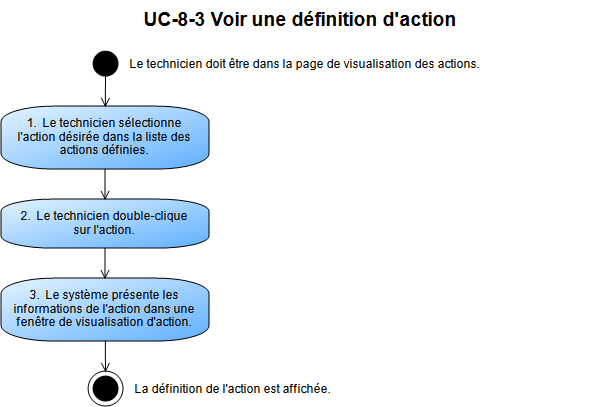 UC-8-3 Voir une définition d'action
Le technicien doit être dans la page de visualisation des actions.
1. Le technicien sélectionne
l'action désirée dans la liste des
actions définies.
2. Le technicien double-clique
sur l'action.
3. Le système présente les
informations de l'action dans une
fenêtre de visualisation d'action.
La définition de l'action est affichée.